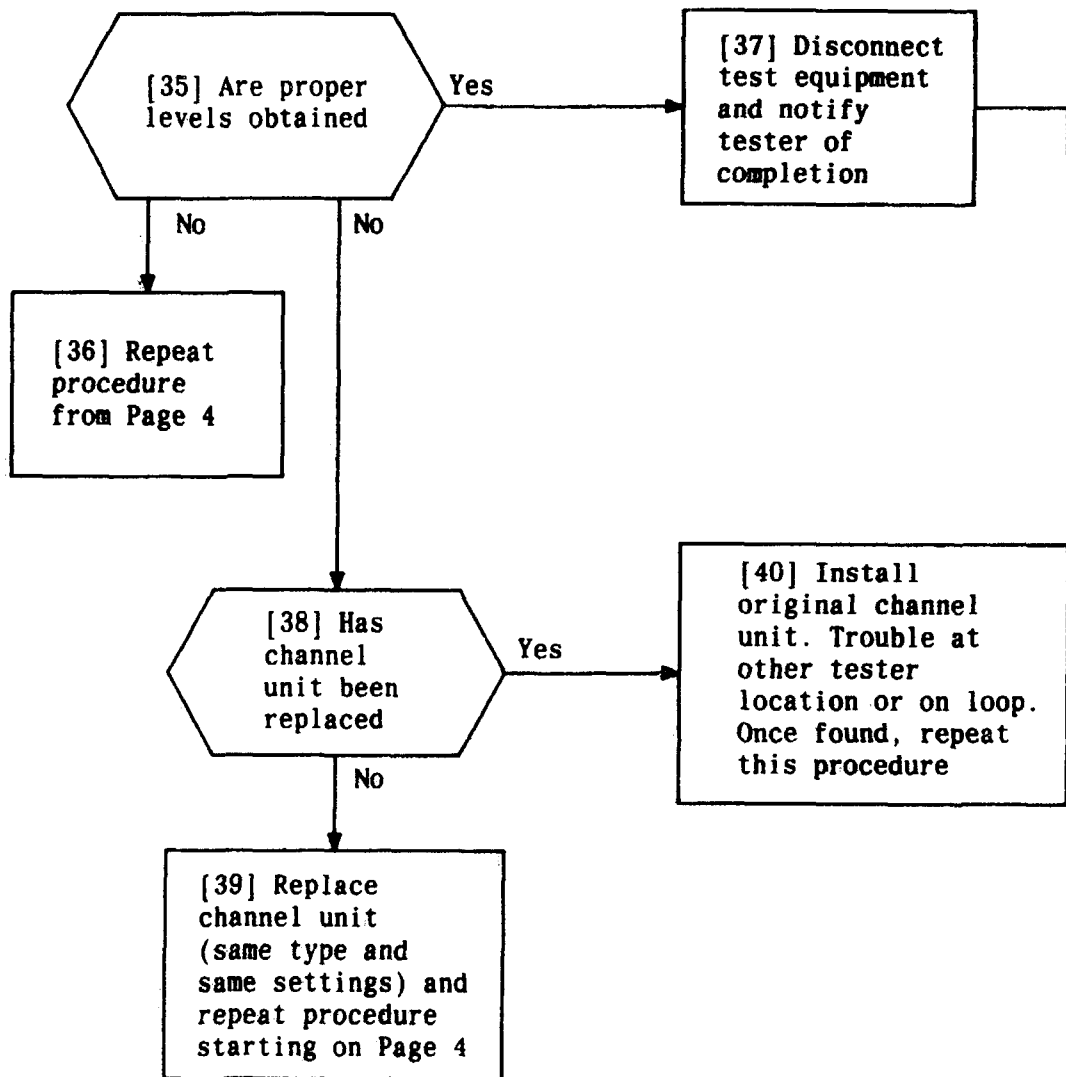 [35] Are proper
levels obtained
Yes
[37] Disconnect
test equipment
and notify
tester of
completion
No
No
[36] Repeat
procedure
from Page 4
[38] Has
channel
unit been
replaced
Yes
[40] Install
original channel
unit. Trouble at
other tester
location or on loop.
Once found, repeat
this procedure
No
[39] Replace
channel unit
(same type and
same settings) and
repeat procedure
starting on Page 4